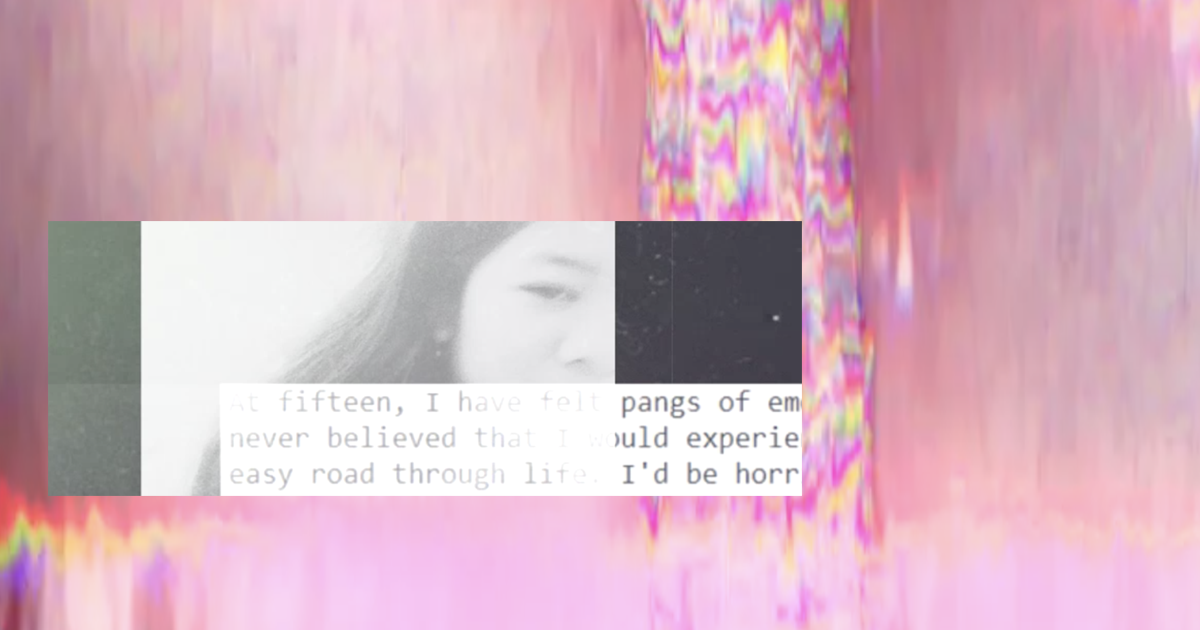 At fifteen, I have felt pangs of em
never believed that I would experie
easy road through life. I'd be horr